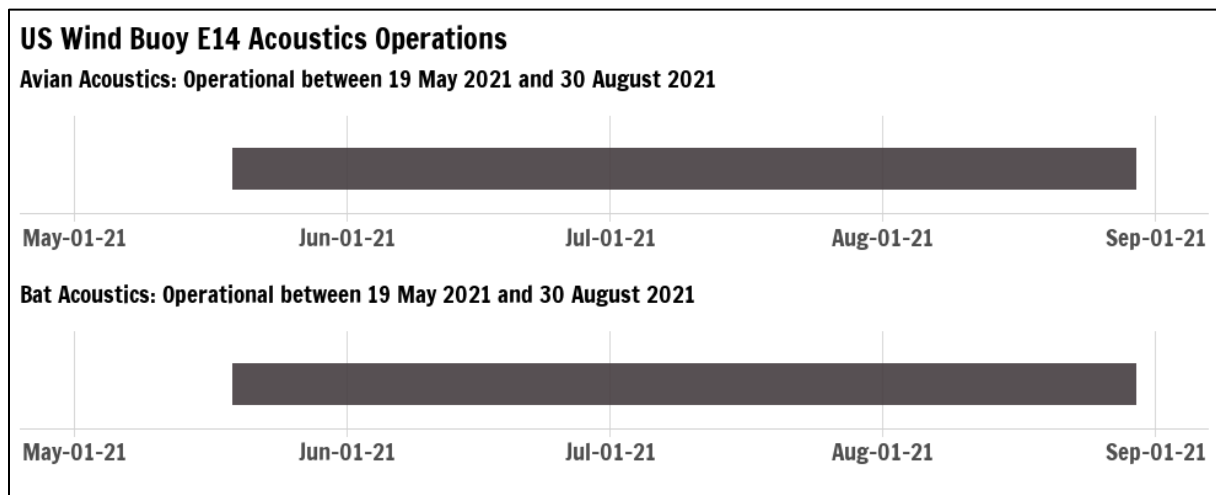 US Wind Buoy E14 Acoustics Operations
Avian Acoustics: Operational between 19 May 2021 and 30 August 2021
May-01-21 Jun-01-21 Jul-01-21 Aug-01-21 Sep-01-21
Bat Acoustics: Operational between 19 May 2021 and 30 August 2021
May-01-21 Jun-01-21 Jul-01-21 Aug-01-21 Sep-01-21